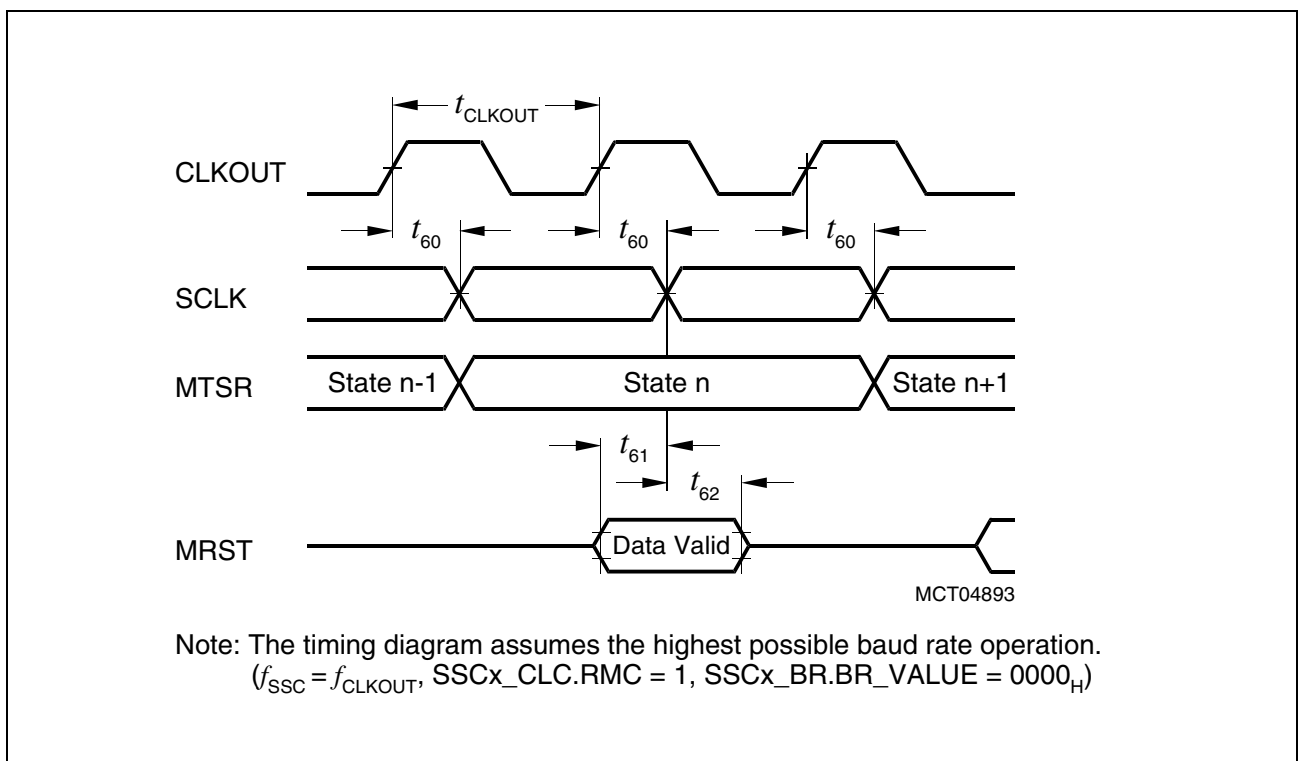 tCLKOUT
CLKOUT
t60 t60 t60
SCLK
MTSR State n-1 State n State n+1
t61
t62
MRST Data Valid
MCT04893
Note: The timing diagram assumes the highest possible baud rate operation.
(fSSC = fCLKOUT, SSCx_CLC.RMC = 1, SSCx_BR.BR_VALUE = 0000H)